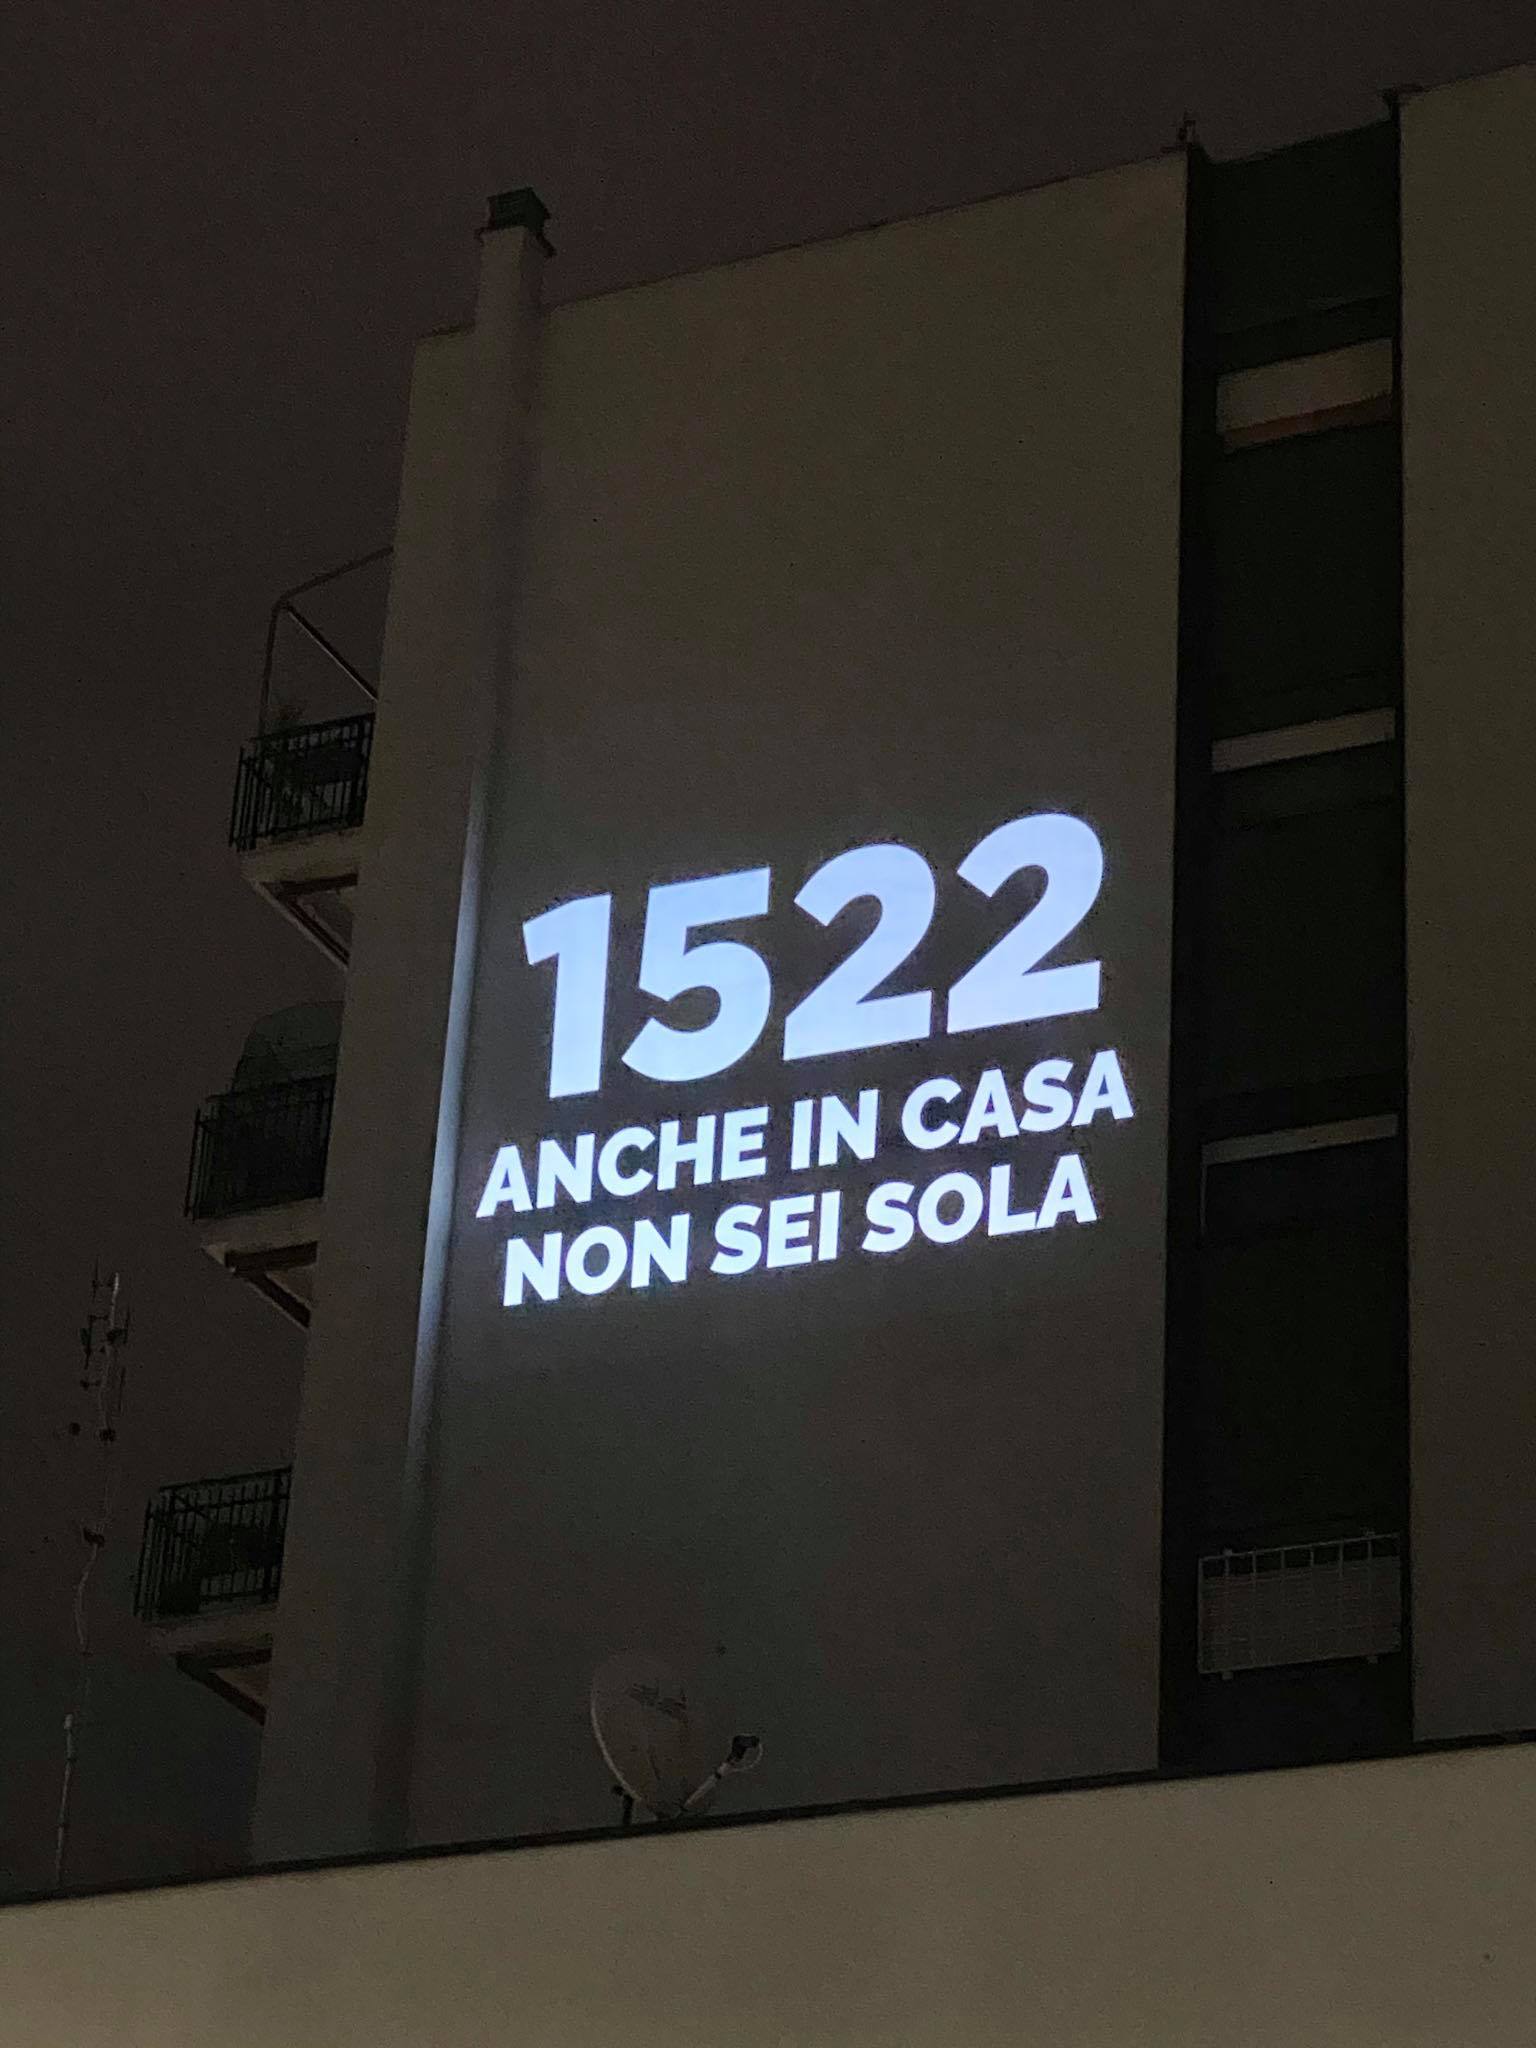 1522
ANCHE IN CASA
NON SEI SOLA